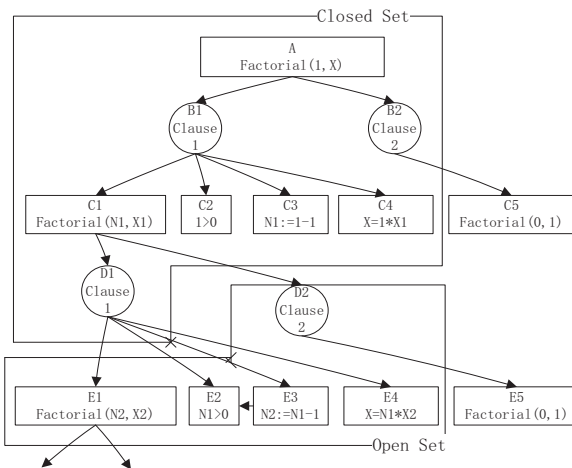 Closed Set
A
Factorial(1,X)
B1
Clause
1
B2
Clause
2
C1
Factorial(N1,X1)
C2
1>0
C3
N1:=1-1
C4
X=1*X1
C5
Factorial(0,1)
D1
Clause
1
D2
Clause
2
E1
Factorial(N2,X2)
E2
N1>0
E3
N2:=N1-1
E4
X=N1*X2
E5
Factorial(0,1)
Open Set